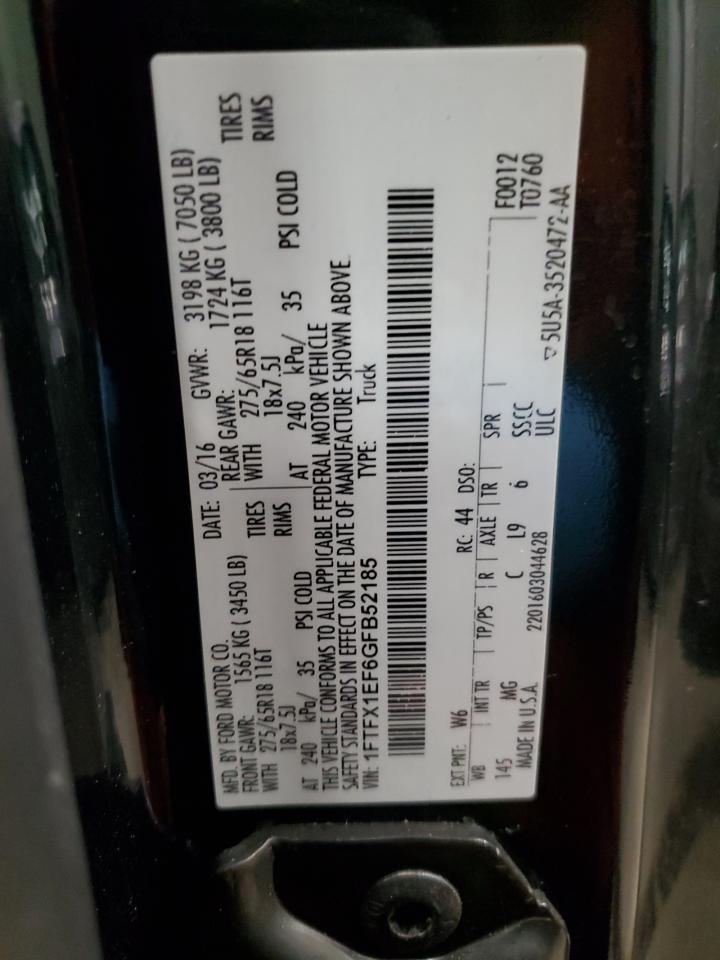 MFD. BY FORD MOTOR CO.
DATE: 03/16 GVWR: 3198 KG ( 7050 LB)
FRONT GAWR: 1565 KG ( 3450 LB)
REAR GAWR: 1724 KG ( 3800 LB)
WITH 275/65R18 116T TIRES
WITH 275/65R18 116T TIRES
18x7.5J RIMS
18x7.5J RIMS
AT 240 kPa/ 35 PSI COLD
AT 240 kPa/ 35 PSI COLD
THIS VEHICLE CONFORMS TO ALL APPLICABLE FEDERAL MOTOR VEHICLE
SAFETY STANDARDS IN EFFECT ON THE DATE OF MANUFACTURE SHOWN ABOVE.
VIN: 1FTFX1EF6GFB52185 TYPE: Truck
EXT PNT: W6 RC: 44 DSO:
WB INT TR TP/PS R AXLE TR SPR
145 MG C L9 6 SSCC F0012
ULC T0760
MADE IN U.S.A. 2201603044628 ▽5U5A-3520472-AA